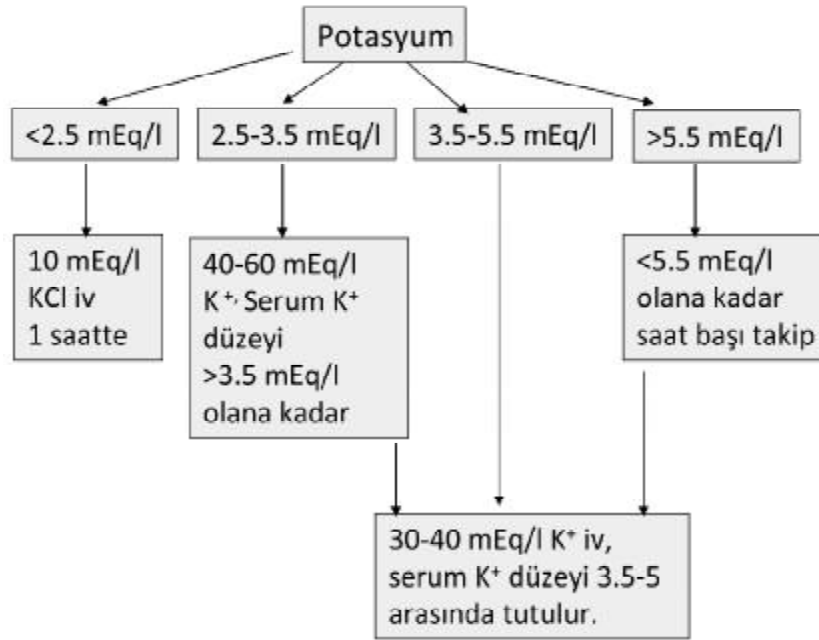 Potasyum
<2.5 mEq/l
2.5-3.5 mEq/l
3.5-5.5 mEq/l
>5.5 mEq/l
10 mEq/l
KCl iv
1 saatte
40-60 mEq/l
K⁺, Serum K⁺
düzeyi
>3.5 mEq/l
olana kadar
<5.5 mEq/l
olana kadar
saat başı takip
30-40 mEq/l K⁺ iv,
serum K⁺ düzeyi 3.5-5
arasında tutulur.